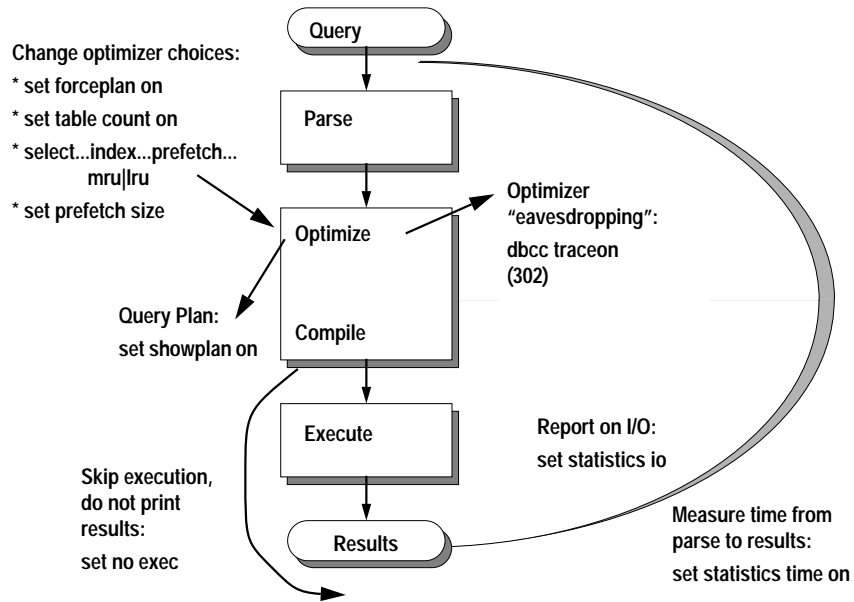 Query
Change optimizer choices:
* set forceplan on
* set table count on
* select...index...prefetch...
mru|lru
* set prefetch size
Parse
Optimize
Compile
Optimizer
“eavesdropping”:
dbcc traceon
(302)
Query Plan:
set showplan on
Execute
Report on I/O:
set statistics io
Skip execution,
do not print
results:
set no exec
Results
Measure time from
parse to results:
set statistics time on